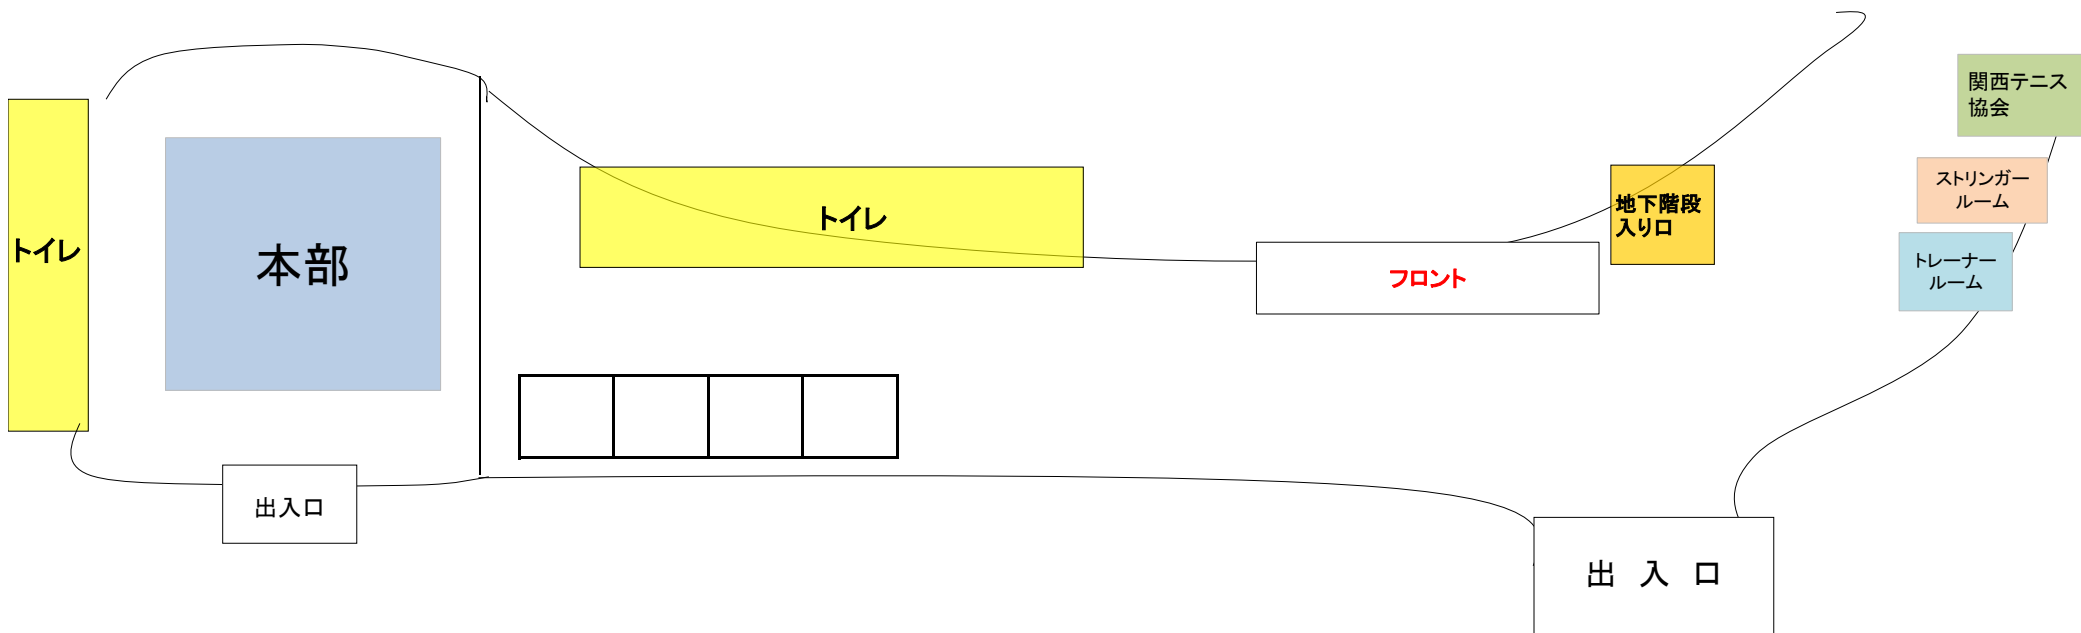 関西テニス
協会
ストリンガー
ルーム
トイレ
地下階段
入り口
トイレ
本部
トレーナー
ルーム
フロント
出入口
出　入　口